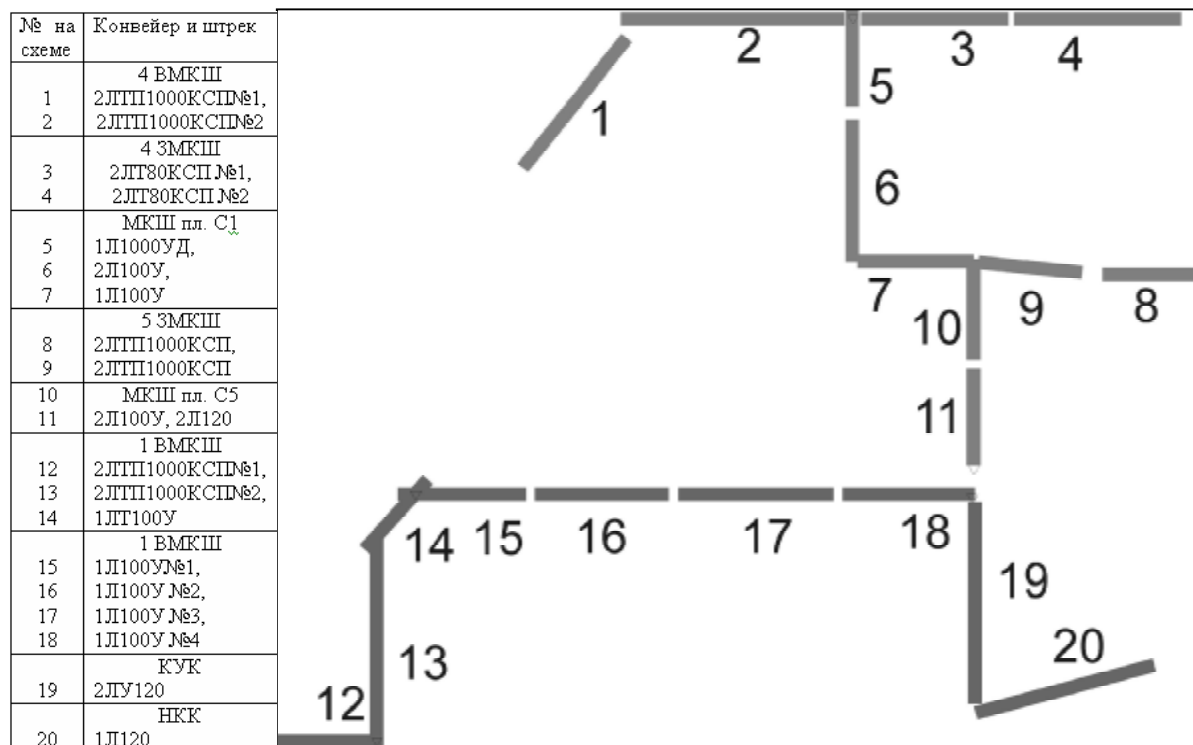 № на Конвейер и штрек
схеме
4 ВМКШ
1 2ЛТП1000КСП№1,
2 2ЛТП1000КСП№2
4 ЗМКШ
3 2ЛТ80КСП №1,
4 2ЛТ80КСП №2
МКШ пл. С1
5 1Л1000УД,
6 2Л100У,
7 1Л100У
5 ЗМКШ
8 2ЛТП1000КСП,
9 2ЛТП1000КСП
10 МКШ пл. С5
11 2Л100У, 2Л120
1 ВМКШ
12 2ЛТП1000КСП№1,
13 2ЛТП1000КСП№2,
14 1ЛТ100У
1 ВМКШ
15 1Л100У№1,
16 1Л100У №2,
17 1Л100У №3,
18 1Л100У №4
КУК
19 2ЛУ120
НКК
20 1Л120
2
3
4
1
5
6
7
9
8
10
11
14
15
16
17
18
19
13
20
12